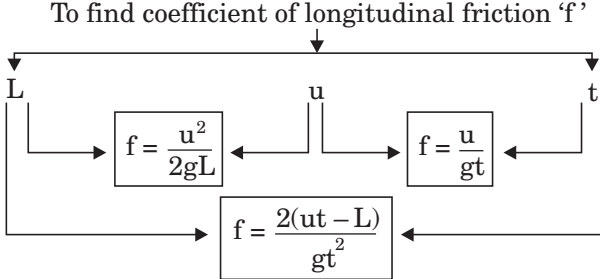 To find coefficient of longitudinal friction ‘f’
L u t
f = u²/2gL f = u/gt
f = 2(ut – L)/gt²